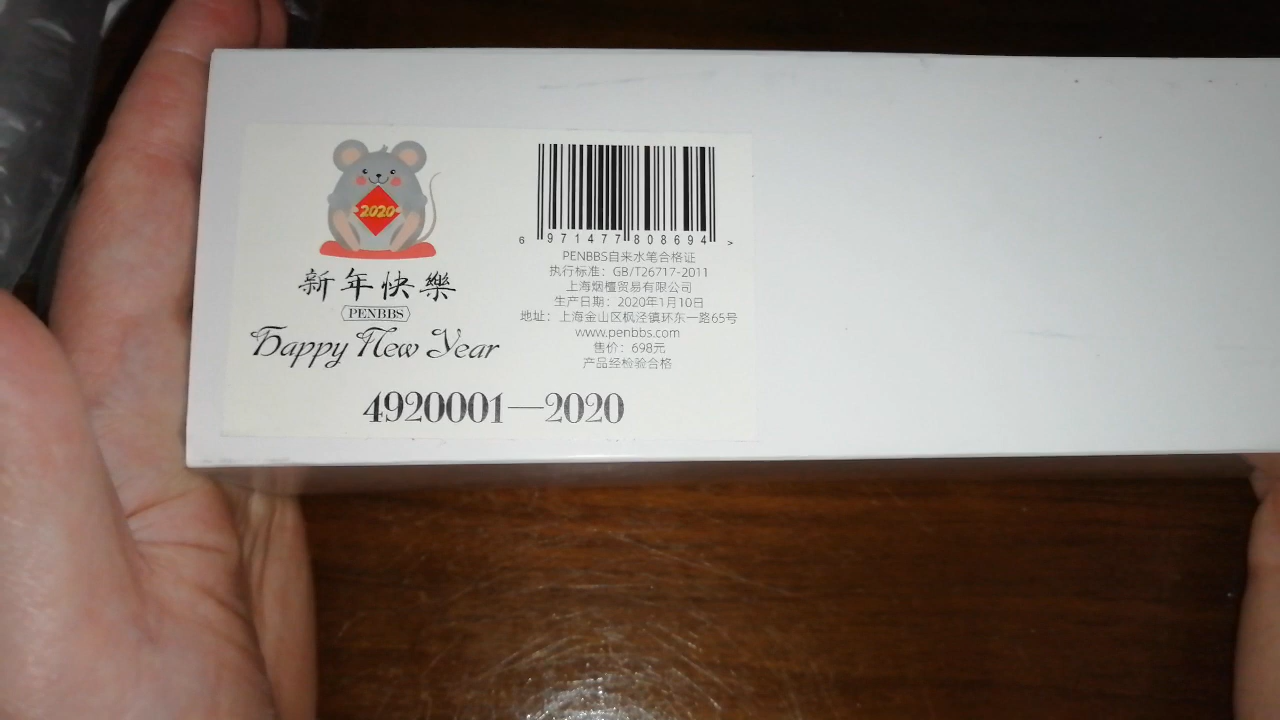 2020
新年快樂
PENBBS
Happy New Year
6 971477 808694 >
PENBBS自来水笔合格证
执行标准：GB/T26717-2011
上海烟檀贸易有限公司
生产日期：2020年1月10日
地址：上海金山区枫泾镇环东一路65号
www.penbbs.com
售价：698元
产品经检验合格
4920001—2020